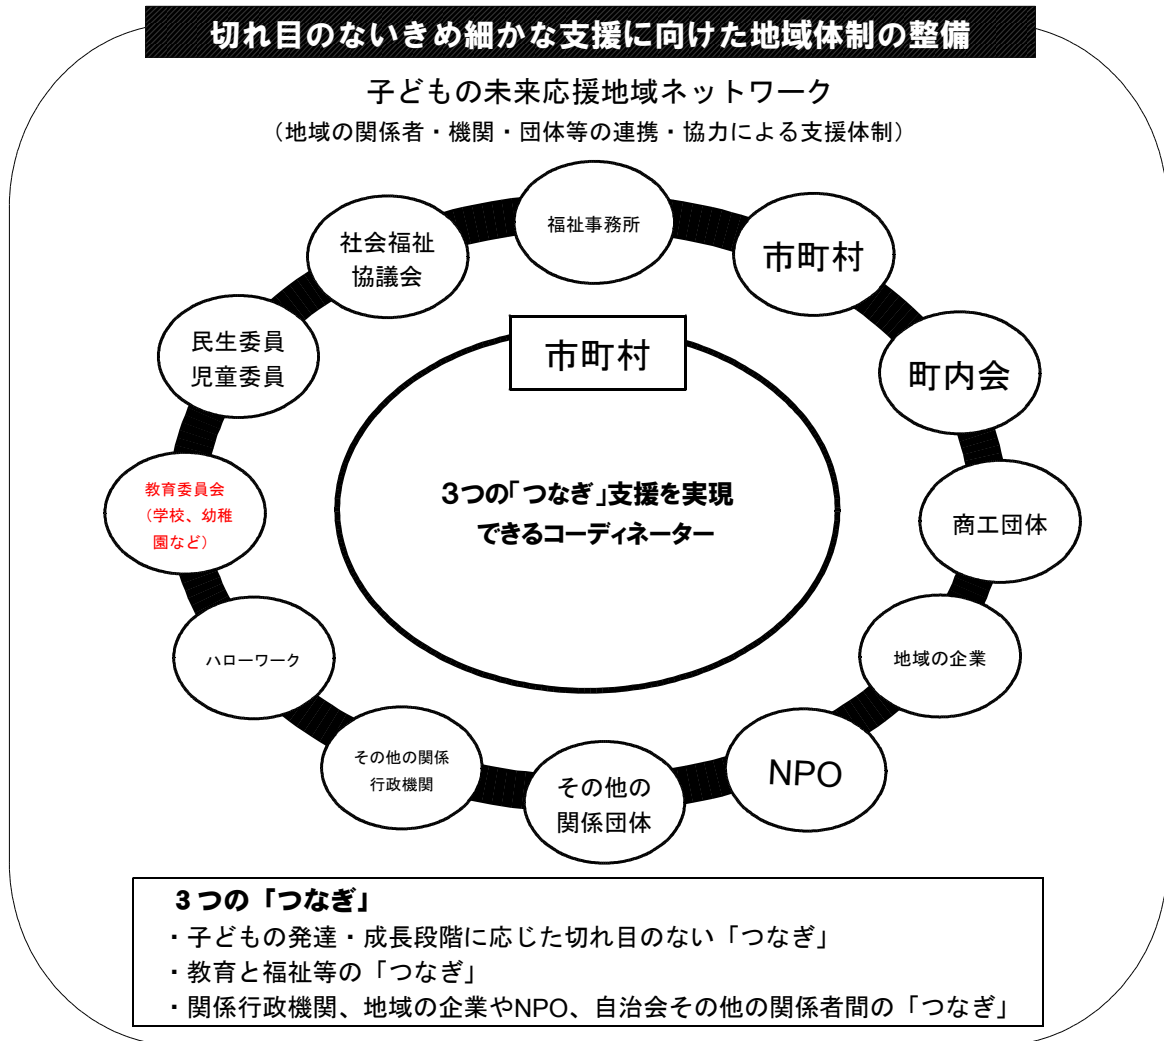 切れ目のないきめ細かな支援に向けた地域体制の整備
子どもの未来応援地域ネットワーク
（地域の関係者・機関・団体等の連携・協力による支援体制）
福祉事務所
市町村
町内会
商工団体
地域の企業
NPO
その他の
関係団体
その他の関係
行政機関
ハローワーク
教育委員会
（学校、幼稚
園など）
民生委員
児童委員
社会福祉
協議会
市町村
３つの「つなぎ」支援を実現
できるコーディネーター
３つの「つなぎ」
・子どもの発達・成長段階に応じた切れ目のない「つなぎ」
・教育と福祉等の「つなぎ」
・関係行政機関、地域の企業やNPO、自治会その他の関係者間の「つなぎ」